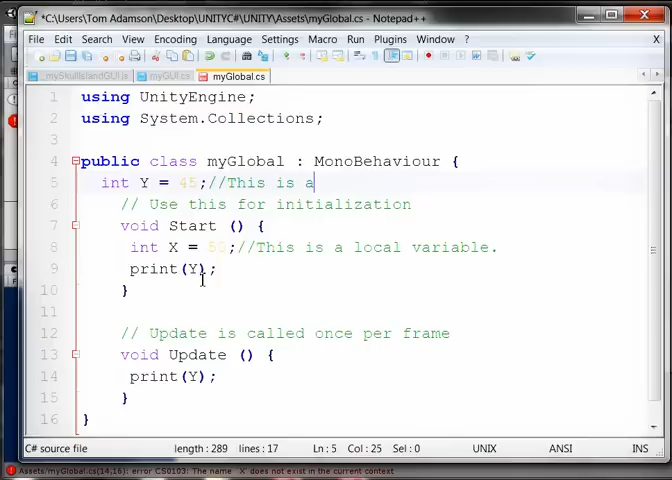 *C:\Users\Tom Adamson\Desktop\UNITYC#\UNITY\Assets\myGlobal.cs - Notepad++
File Edit Search View Encoding Language Settings Macro Run Plugins Window ? X
_mySkullIslandGUI.js myGUI.cs myGlobal.cs
1 using UnityEngine;
2 using System.Collections;
3
4 public class myGlobal : MonoBehaviour {
5 int Y = 45;//This is a
6 // Use this for initialization
7 void Start () {
8 int X = 50;//This is a local variable.
9 print(Y);
10 }
11
12 // Update is called once per frame
13 void Update () {
14 print(Y);
15 }
16 }
C# source file length : 289 lines : 17 Ln : 5 Col : 25 Sel : 0 UNIX ANSI INS
Assets/myGlobal.cs(14,16): error CS0103: The name `X' does not exist in the current context